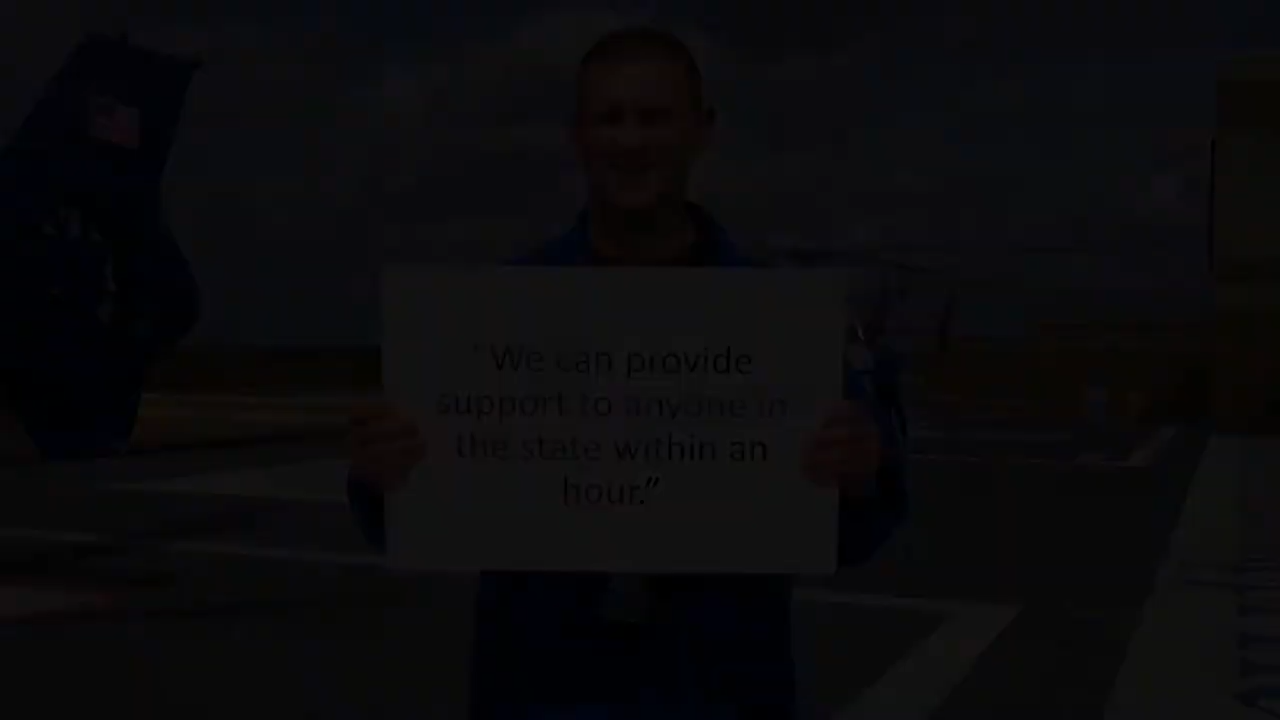 "We can provide
support to anyone in
the state within an
hour."